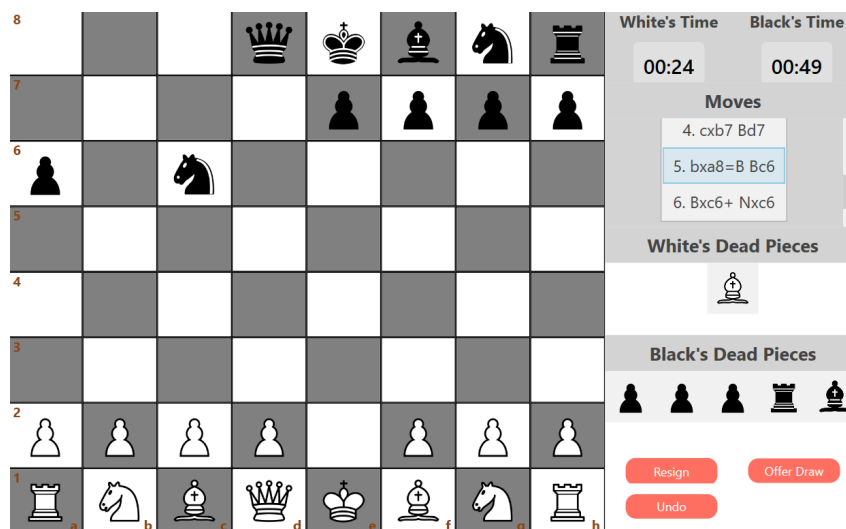 8
7
6
5
4
3
2
1
a b c d e f g h
White's Time Black's Time
00:24 00:49
Moves
4. cxb7 Bd7
5. bxa8=B Bc6
6. Bxc6+ Nxc6
White's Dead Pieces
Black's Dead Pieces
Resign Offer Draw
Undo